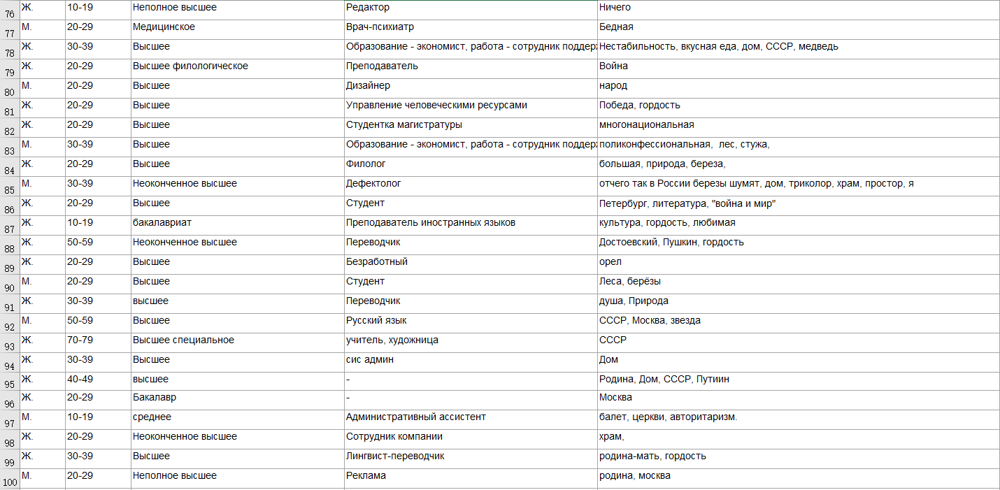 76 Ж. 10-19 Неполное высшее Редактор Ничего
77 М. 20-29 Медицинское Врач-психиатр Бедная
78 Ж. 30-39 Высшее Образование - экономист, работа - сотрудник поддер Нестабильность, вкусная еда, дом, СССР, медведь
79 Ж. 20-29 Высшее филологическое Преподаватель Война
80 М. 20-29 Высшее Дизайнер народ
81 Ж. 20-29 Высшее Управление человеческими ресурсами Победа, гордость
82 Ж. 20-29 Высшее Студентка магистратуры многонациональная
83 М. 30-39 Высшее Образование - экономист, работа - сотрудник поддер поликонфессиональная, лес, стужа,
84 Ж. 20-29 Высшее Филолог большая, природа, береза,
85 М. 30-39 Неоконченное высшее Дефектолог отчего так в России березы шумят, дом, триколор, храм, простор, я
86 Ж. 20-29 Высшее Студент Петербург, литература, "война и мир"
87 Ж. 10-19 бакалавриат Преподаватель иностранных языков культура, гордость, любимая
88 Ж. 50-59 Неоконченное высшее Переводчик Достоевский, Пушкин, гордость
89 Ж. 20-29 Высшее Безработный орел
90 М. 20-29 Высшее Студент Леса, берёзы
91 Ж. 30-39 высшее Переводчик душа, Природа
92 М. 50-59 Высшее Русский язык СССР, Москва, звезда
93 Ж. 70-79 Высшее специальное учитель, художница СССР
94 Ж. 30-39 Высшее сис админ Дом
95 Ж. 40-49 высшее - Родина, Дом, СССР, Путиин
96 Ж. 20-29 Бакалавр - Москва
97 М. 10-19 среднее Административный ассистент балет, церкви, авторитаризм.
98 Ж. 20-29 Неоконченное высшее Сотрудник компании храм,
99 Ж. 30-39 Высшее Лингвист-переводчик родина-мать, гордость
100 М. 20-29 Неполное высшее Реклама родина, москва